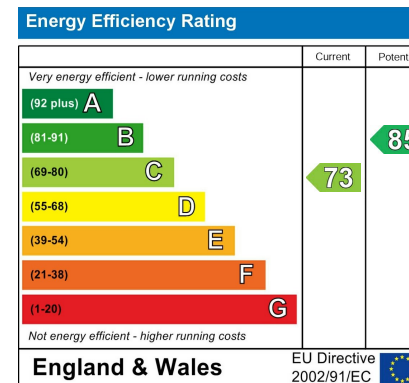 Energy Efficiency Rating
Current
Potent
Very energy efficient - lower running costs
(92 plus) A
(81-91) B
85
(69-80) C
73
(55-68) D
(39-54) E
(21-38) F
(1-20) G
Not energy efficient - higher running costs
England & Wales
EU Directive
2002/91/EC